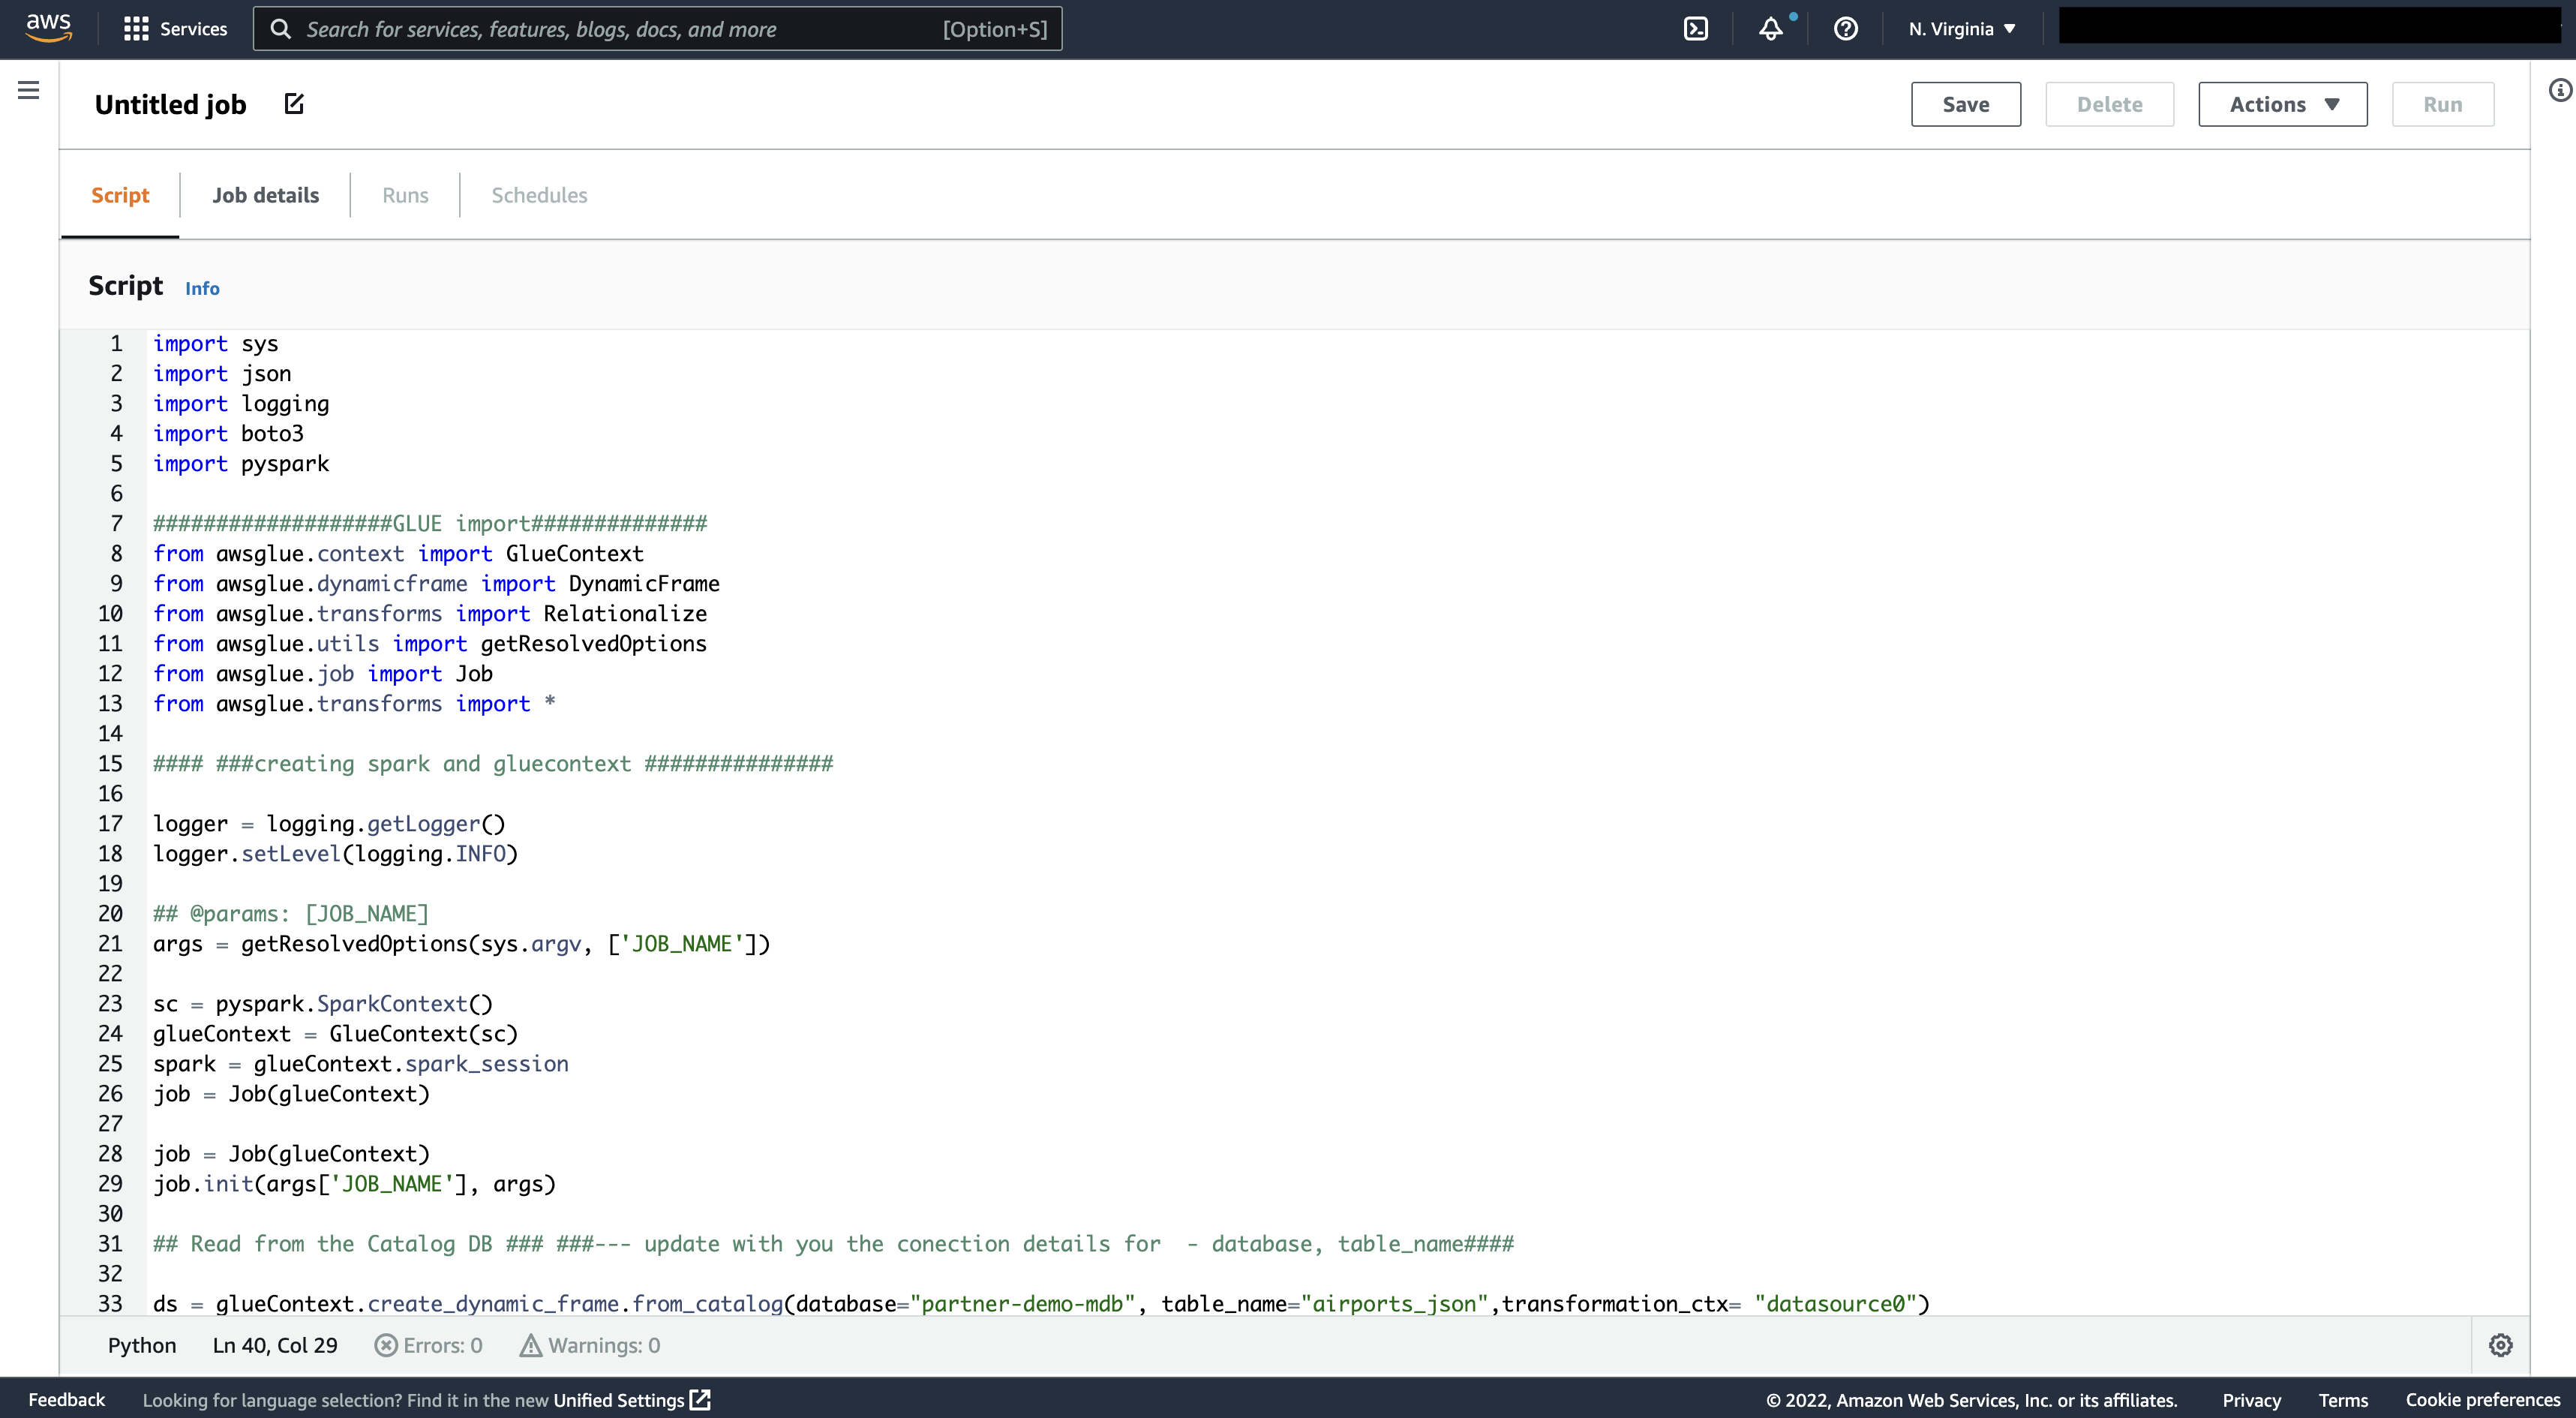 aws Services Search for services, features, blogs, docs, and more [Option+S] N. Virginia
Untitled job Save Delete Actions Run
Script Job details Runs Schedules
Script Info
1 import sys
2 import json
3 import logging
4 import boto3
5 import pyspark
6
7 ###################GLUE import##############
8 from awsglue.context import GlueContext
9 from awsglue.dynamicframe import DynamicFrame
10 from awsglue.transforms import Relationalize
11 from awsglue.utils import getResolvedOptions
12 from awsglue.job import Job
13 from awsglue.transforms import *
14
15 #### ###creating spark and gluecontext ###############
16
17 logger = logging.getLogger()
18 logger.setLevel(logging.INFO)
19
20 ## @params: [JOB_NAME]
21 args = getResolvedOptions(sys.argv, ['JOB_NAME'])
22
23 sc = pyspark.SparkContext()
24 glueContext = GlueContext(sc)
25 spark = glueContext.spark_session
26 job = Job(glueContext)
27
28 job = Job(glueContext)
29 job.init(args['JOB_NAME'], args)
30
31 ## Read from the Catalog DB ### ###--- update with you the conection details for  - database, table_name####
32
33 ds = glueContext.create_dynamic_frame.from_catalog(database="partner-demo-mdb", table_name="airports_json",transformation_ctx= "datasource0")
Python Ln 40, Col 29 Errors: 0 Warnings: 0
Feedback Looking for language selection? Find it in the new Unified Settings © 2022, Amazon Web Services, Inc. or its affiliates. Privacy Terms Cookie preferences